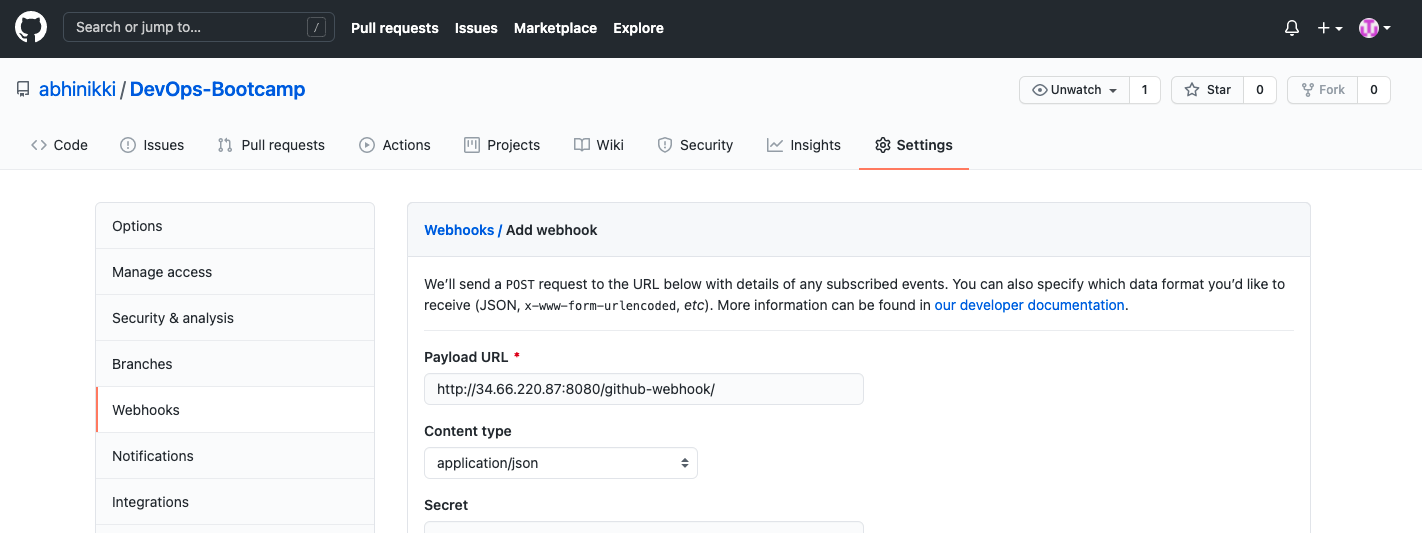 Search or jump to… /
Pull requests Issues Marketplace Explore
abhinikki / DevOps-Bootcamp
Unwatch 1 Star 0 Fork 0
Code Issues Pull requests Actions Projects Wiki Security Insights Settings
Options
Manage access
Security & analysis
Branches
Webhooks
Notifications
Integrations
Webhooks / Add webhook
We’ll send a POST request to the URL below with details of any subscribed events. You can also specify which data format you’d like to
receive (JSON, x-www-form-urlencoded, etc). More information can be found in our developer documentation.
Payload URL *
http://34.66.220.87:8080/github-webhook/
Content type
application/json
Secret